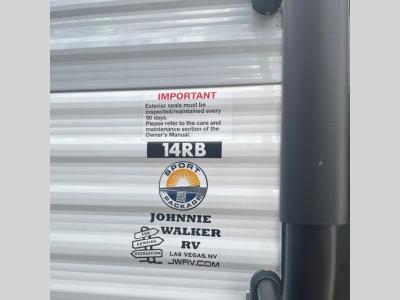 IMPORTANT
Exterior seals must be
inspected/maintained every
90 days.
Please refer to the care and
maintenance section of the
Owner's Manual.
14RB
SPORT
PACKAGE
JOHNNIE
WALKER
RV
FUN
CAMPING
RECREATION
LAS VEGAS, NV
JWRV.COM